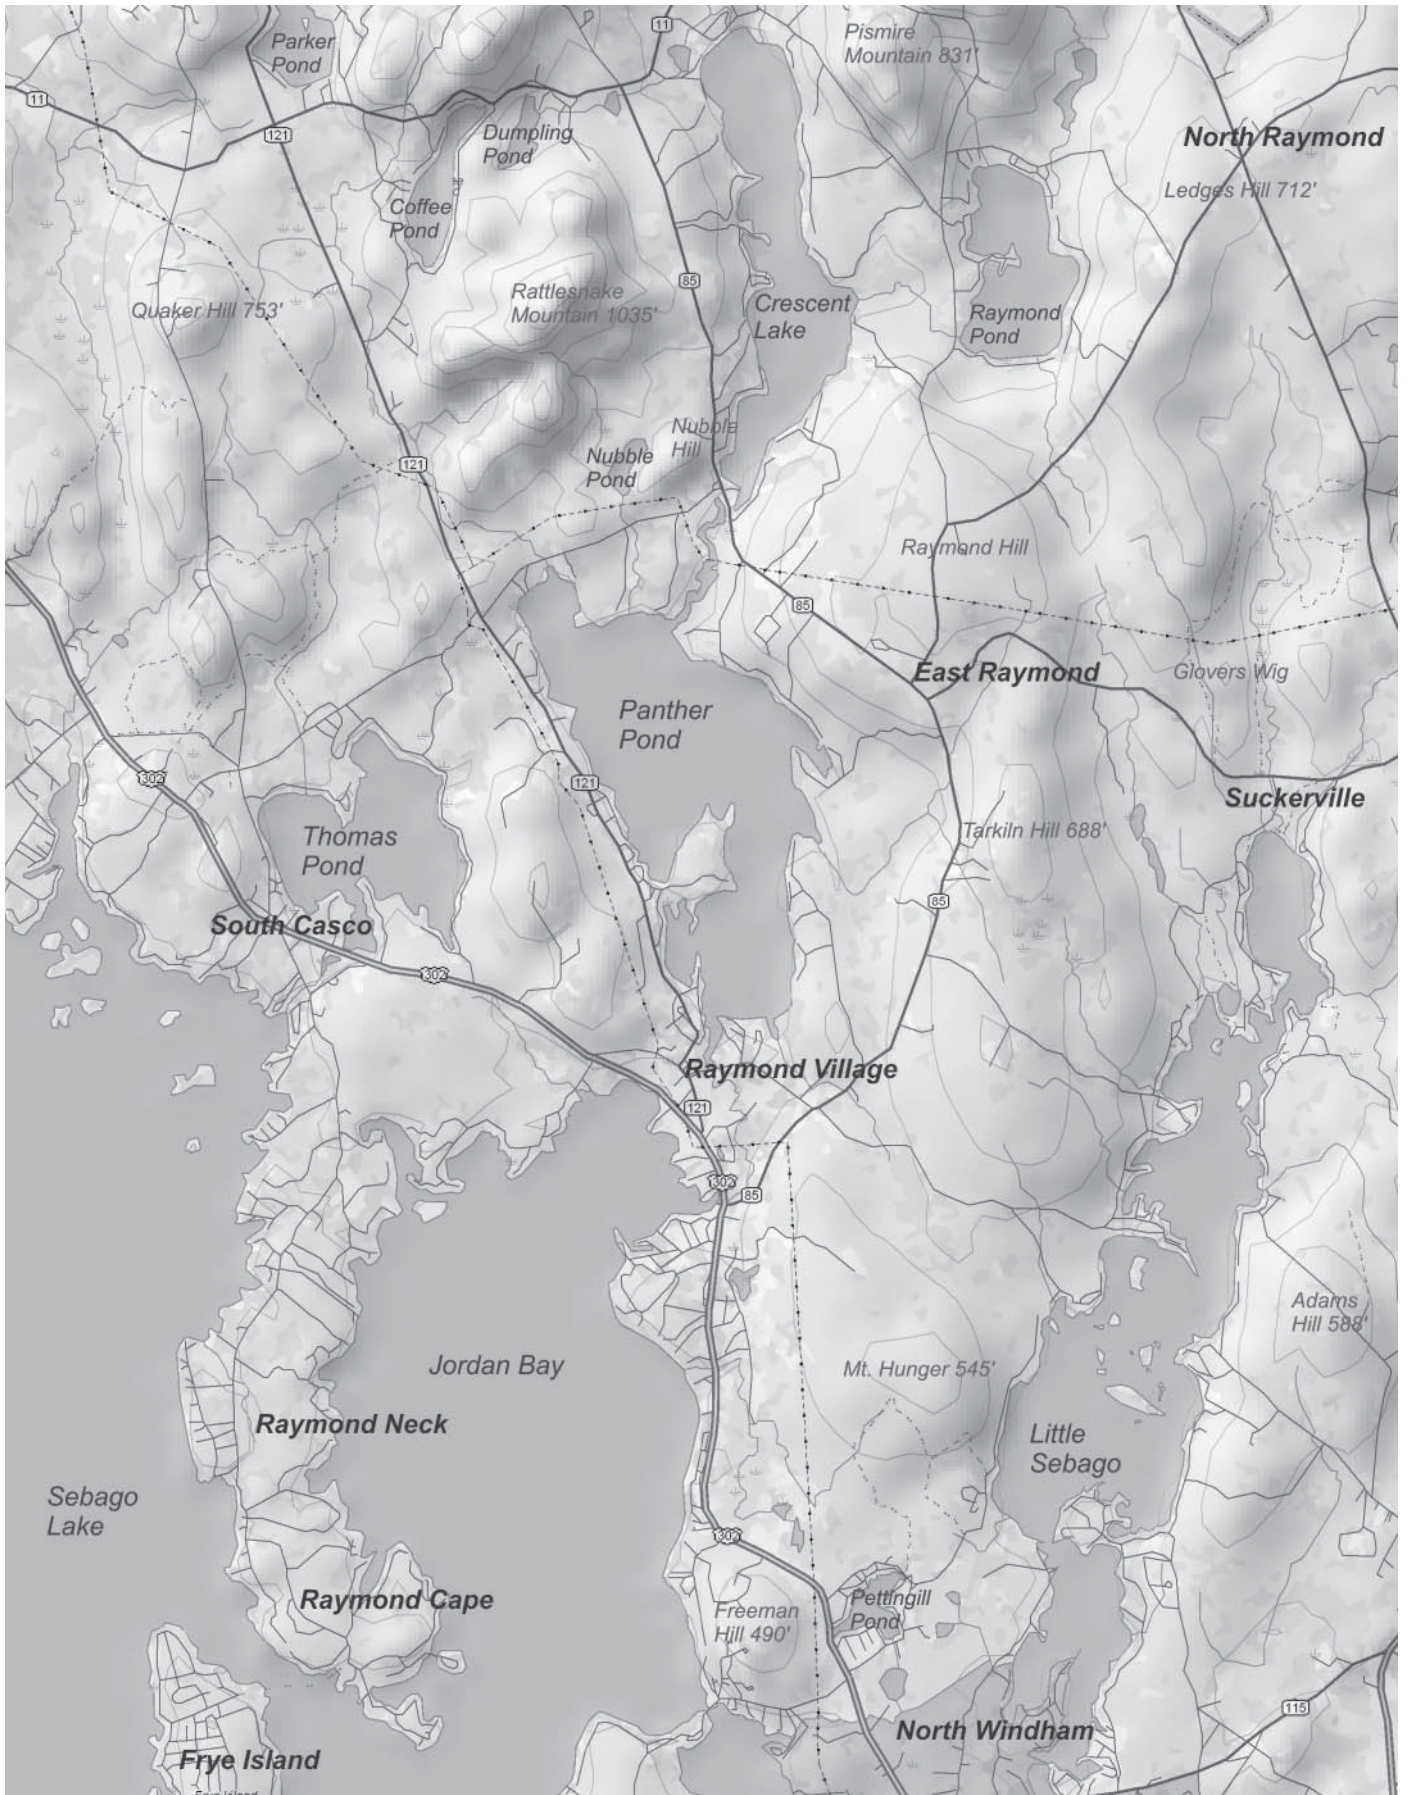 11
Pismire
Mountain 831'
Parker
Pond
11
121
Dumpling
Pond
North Raymond
Ledges Hill 712'
Coffee
Pond
85
Rattlesnake
Mountain 1035'
Quaker Hill 753'
Crescent
Lake
Raymond
Pond
Nubble
Hill
Nubble
Pond
121
Raymond Hill
85
East Raymond
Glovers Wig
Panther
Pond
302
121
Suckerville
Thomas
Pond
Tarkiln Hill 688'
85
South Casco
302
Raymond Village
121
302
85
Adams
Hill 588'
Jordan Bay
Mt. Hunger 545'
Raymond Neck
Little
Sebago
Sebago
Lake
302
Raymond Cape
Freeman
Hill 490'
Pettingill
Pond
115
North Windham
Frye Island
Frye Island